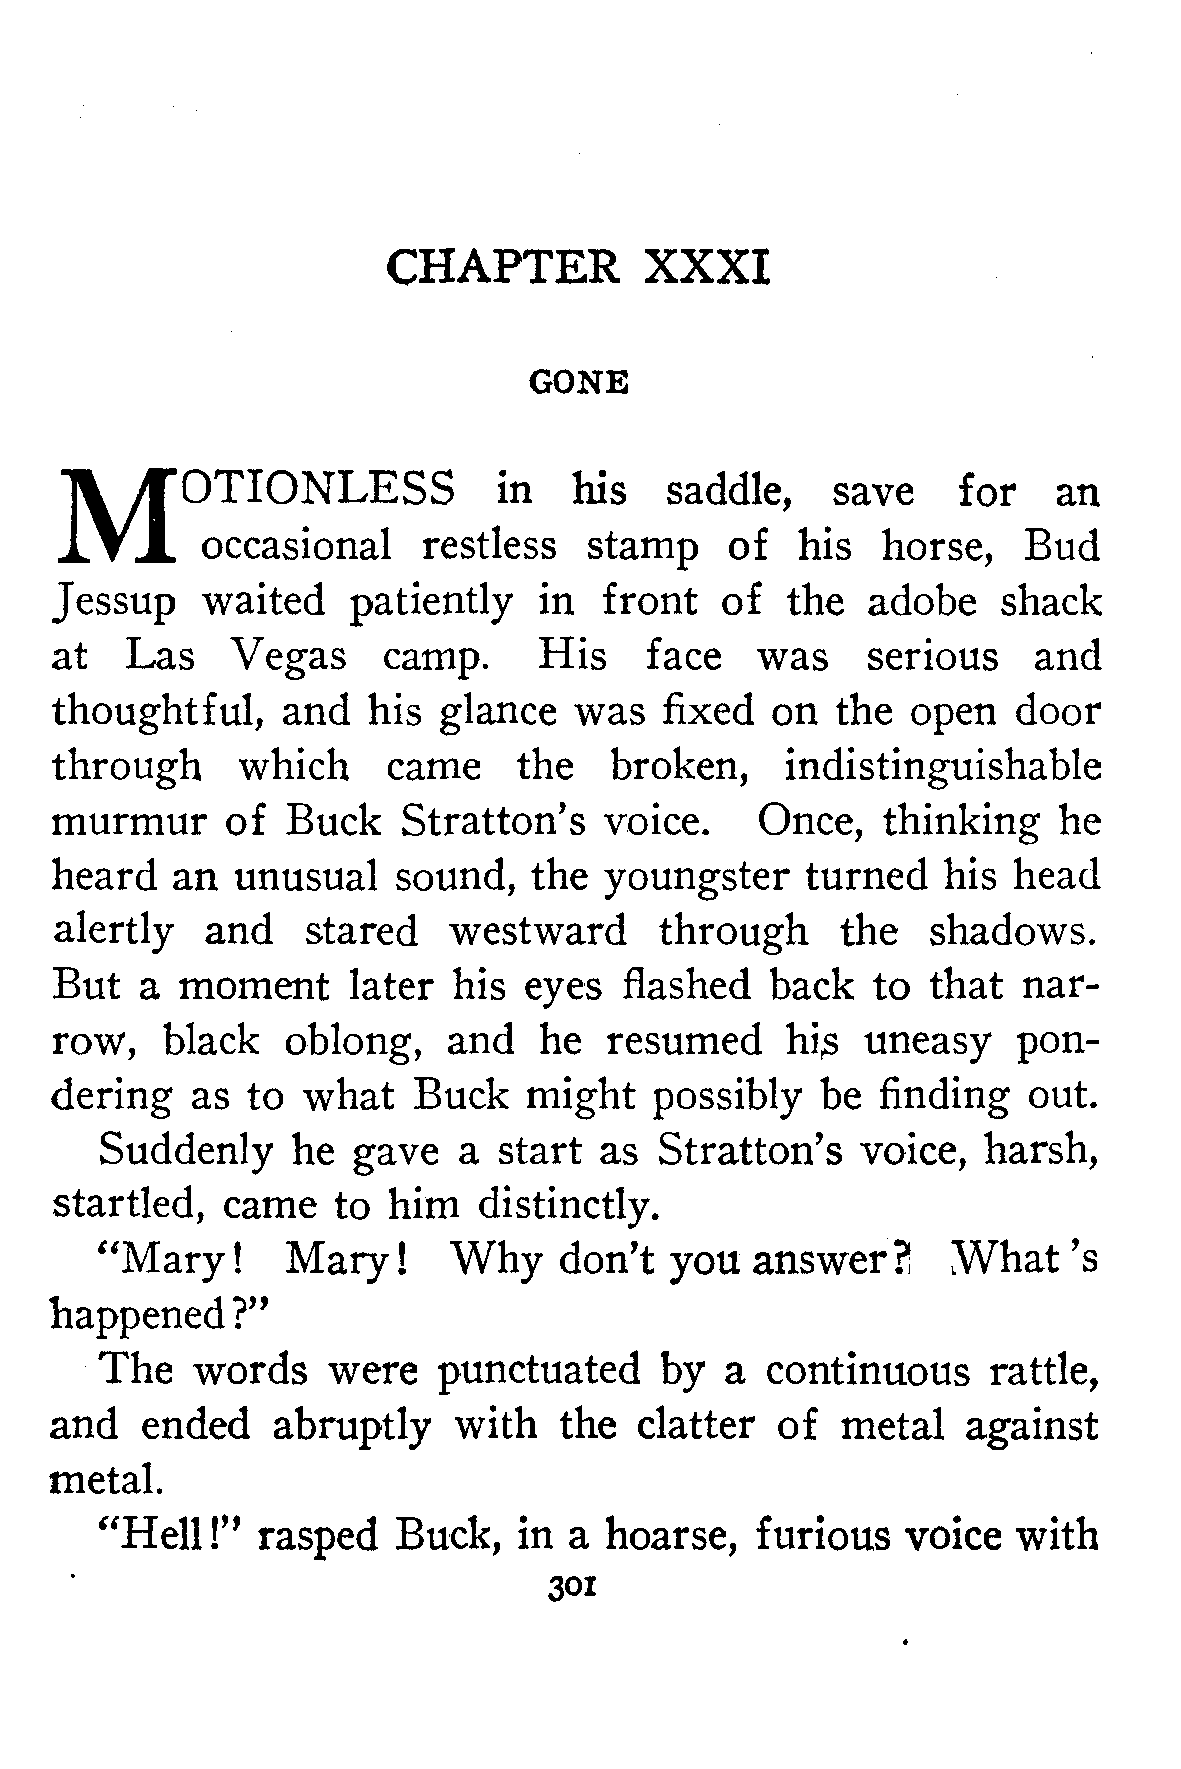 CHAPTER XXXI
GONE
MOTIONLESS in his saddle, save for an
occasional restless stamp of his horse, Bud
Jessup waited patiently in front of the adobe shack
at Las Vegas camp. His face was serious and
thoughtful, and his glance was fixed on the open door
through which came the broken, indistinguishable
murmur of Buck Stratton's voice. Once, thinking he
heard an unusual sound, the youngster turned his head
alertly and stared westward through the shadows.
But a moment later his eyes flashed back to that nar-
row, black oblong, and he resumed his uneasy pon-
dering as to what Buck might possibly be finding out.
Suddenly he gave a start as Stratton's voice, harsh,
startled, came to him distinctly.
"Mary! Mary! Why don't you answer? What 's
happened?"
The words were punctuated by a continuous rattle,
and ended abruptly with the clatter of metal against
metal.
"Hell!" rasped Buck, in a hoarse, furious voice with
301